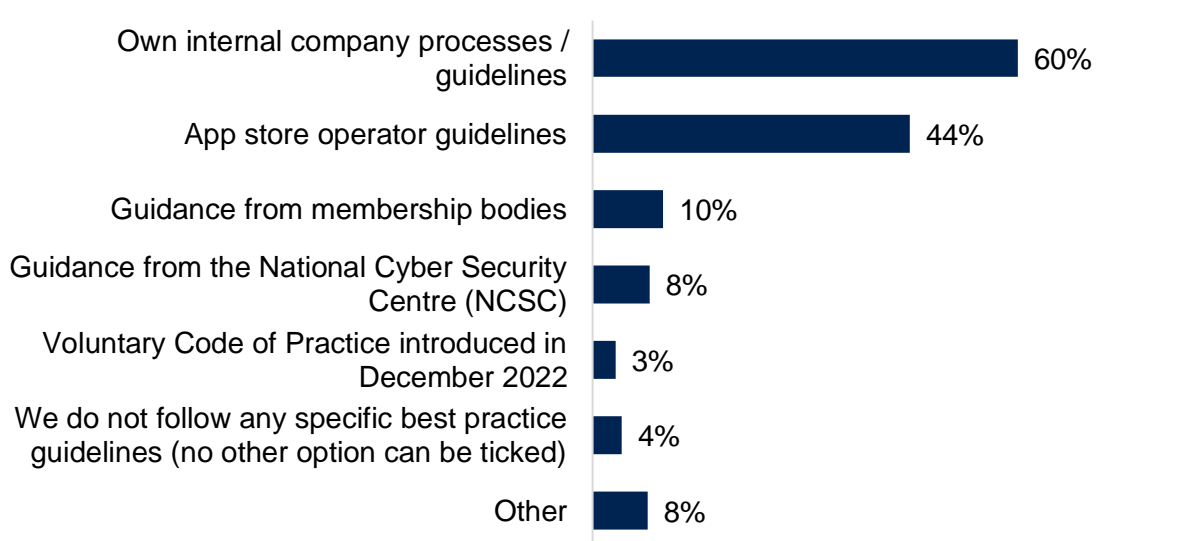 Own internal company processes /
guidelines
60%
App store operator guidelines
44%
Guidance from membership bodies
10%
Guidance from the National Cyber Security
Centre (NCSC)
8%
Voluntary Code of Practice introduced in
December 2022
3%
We do not follow any specific best practice
guidelines (no other option can be ticked)
4%
Other
8%